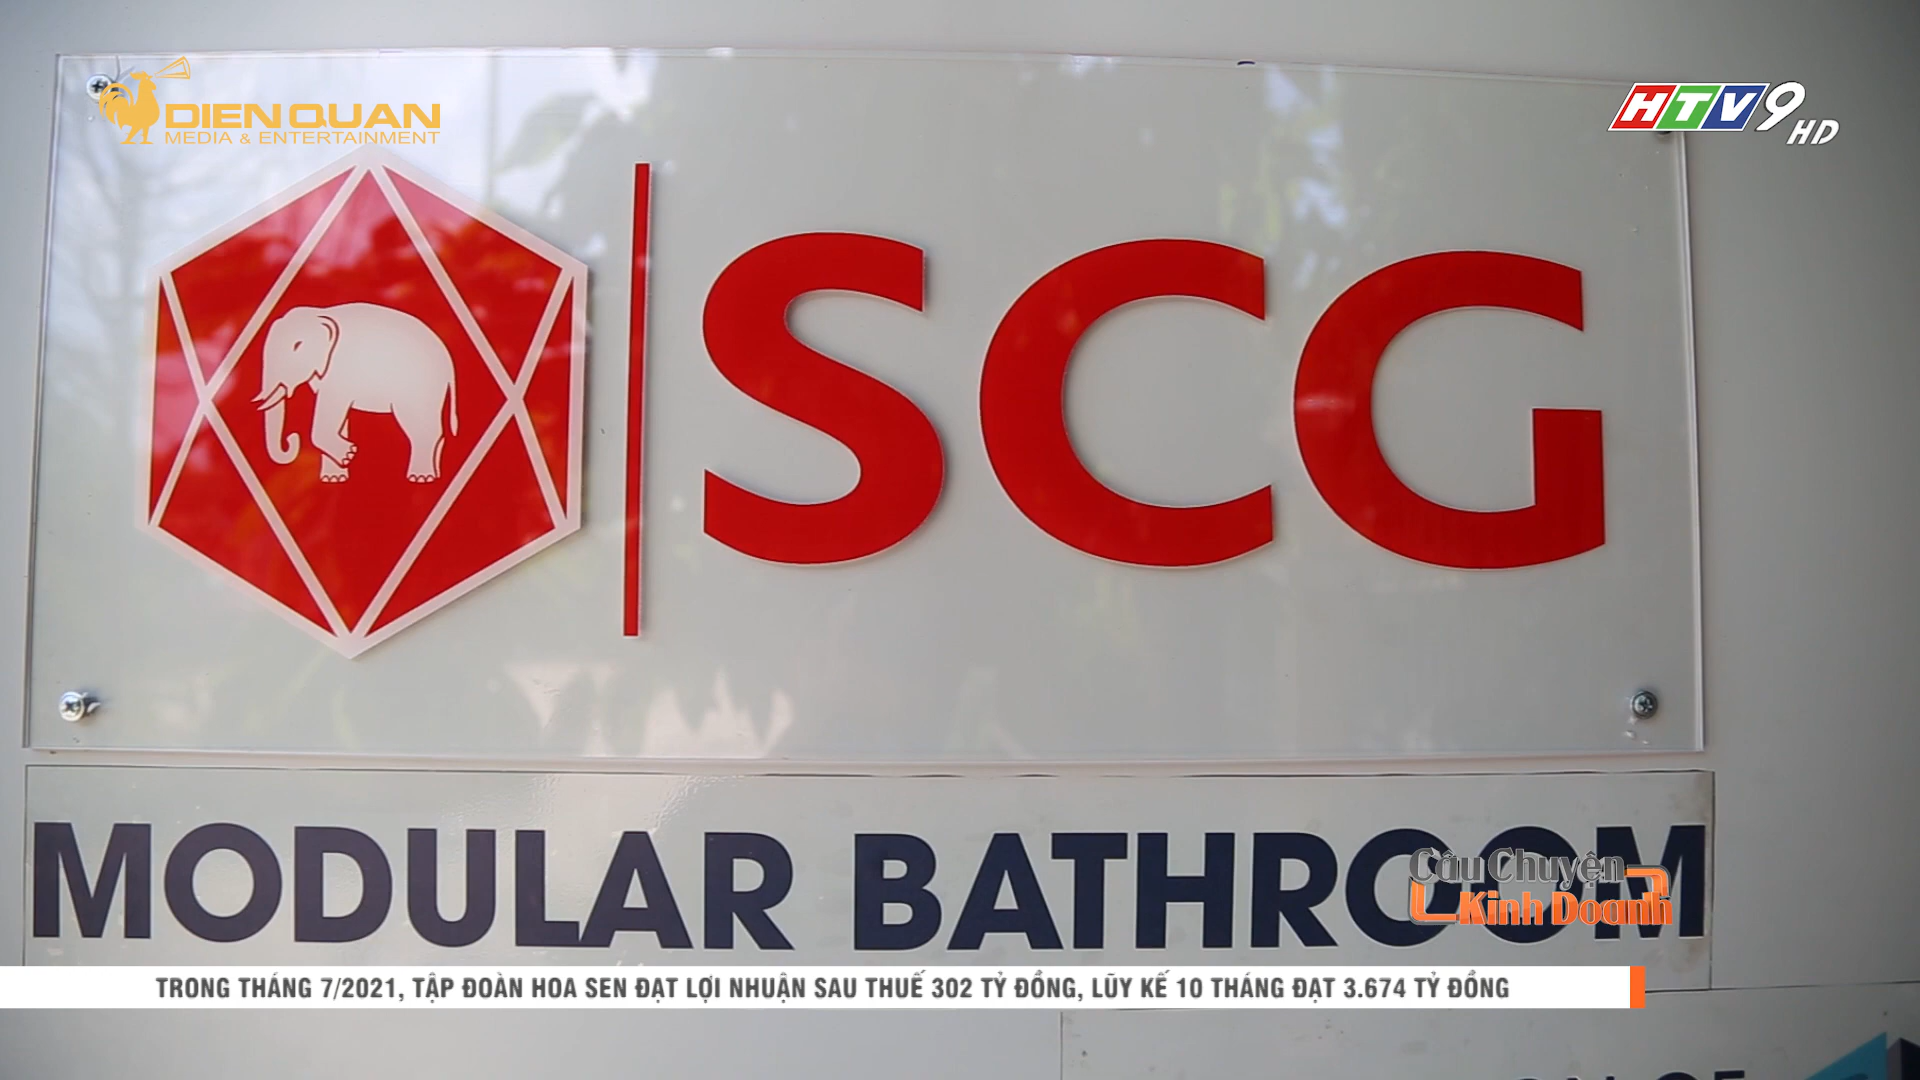 DIEN QUAN
MEDIA & ENTERTAINMENT
HTV9
HD
SCG
MODULAR BATHROOM
Câu Chuyện
Kinh Doanh
TRONG THÁNG 7/2021, TẬP ĐOÀN HOA SEN ĐẠT LỢI NHUẬN SAU THUẾ 302 TỶ ĐỒNG, LŨY KẾ 10 THÁNG ĐẠT 3.674 TỶ ĐỒNG